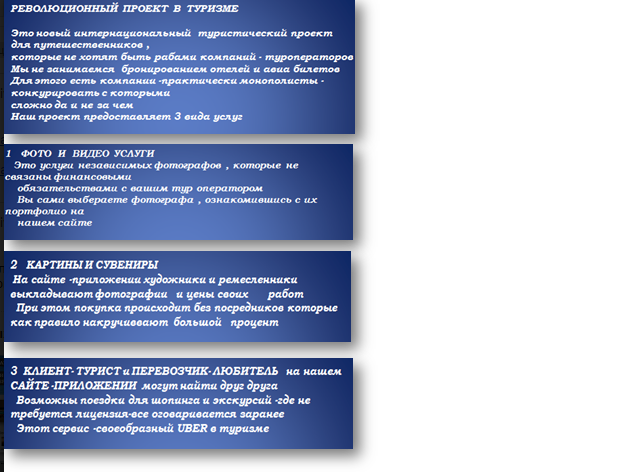 РЕВОЛЮЦИОННЫЙ ПРОЕКТ В ТУРИЗМЕ
Это новый интернациональный туристический проект
для путешественников ,
которые не хотят быть рабами компаний - туроператоров
Мы не занимаемся бронированием отелей и авиа билетов
Для этого есть компании -практически монополисты -
конкурировать с которыми
сложно да и не за чем
Наш проект предоставляет 3 вида услуг
1 ФОТО И ВИДЕО УСЛУГИ
Это услуги независимых фотографов , которые не
связаны финансовыми
обязательствами с вашим тур оператором
Вы сами выбераете фотографа , ознакомившись с их
портфолио на
нашем сайте
2 КАРТИНЫ И СУВЕНИРЫ
На сайте -приложении художники и ремесленники
выкладывают фотографии и цены своих работ
При этом покупка происходит без посредников которые
как правило накручиввают большой процент
3 КЛИЕНТ- ТУРИСТ и ПЕРЕВОЗЧИК- ЛЮБИТЕЛЬ на нашем
САЙТЕ -ПРИЛОЖЕНИИ могут найти друг друга
Возможны поездки для шопинга и экскурсий -где не
требуется лицензия-все оговаривается заранее
Этот сервис -своеобразный UBER в туризме